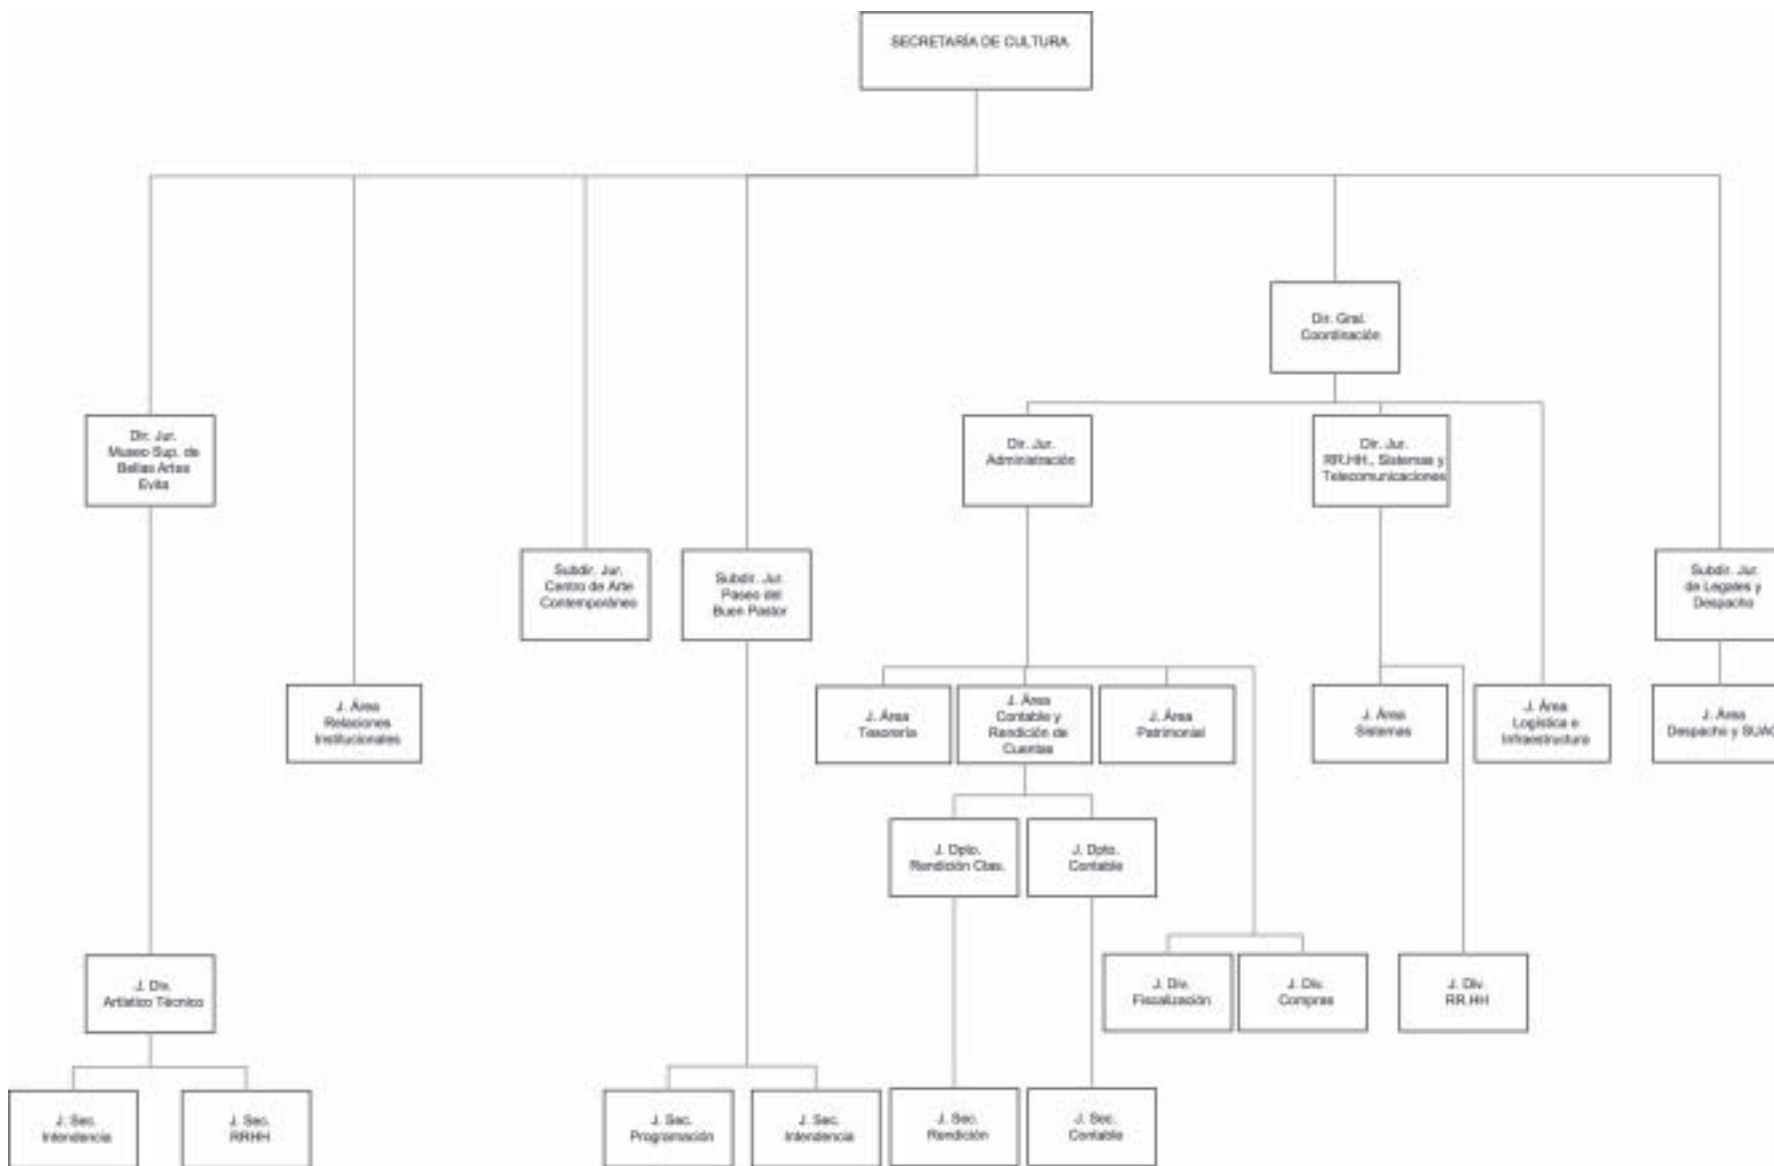 SECRETARÍA DE CULTURA
Dir. Gral.
Coordinación
Dir. Jur.
Museo Sup. de
Bellas Artes
Evita
Dir. Jur.
Administración
Dir. Jur.
RR.HH., Sistemas y
Telecomunicaciones
Subdir. Jur.
Centro de Arte
Contemporáneo
Subdir. Jur.
Paseo del
Buen Pastor
Subdir. Jur.
de Legales y
Despacho
J. Área
Relaciones
Institucionales
J. Área
Tesorería
J. Área
Contable y
Rendición de
Cuentas
J. Área
Patrimonial
J. Área
Sistemas
J. Área
Logística e
Infraestructura
J. Área
Despacho y SUAC
J. Dpto.
Rendición Ctas.
J. Dpto.
Contable
J. Div.
Artístico Técnico
J. Div.
Fiscalización
J. Div.
Compras
J. Div.
RR.HH
J. Sec.
Intendencia
J. Sec.
RRHH
J. Sec.
Programación
J. Sec.
Intendencia
J. Sec.
Rendición
J. Sec.
Contable